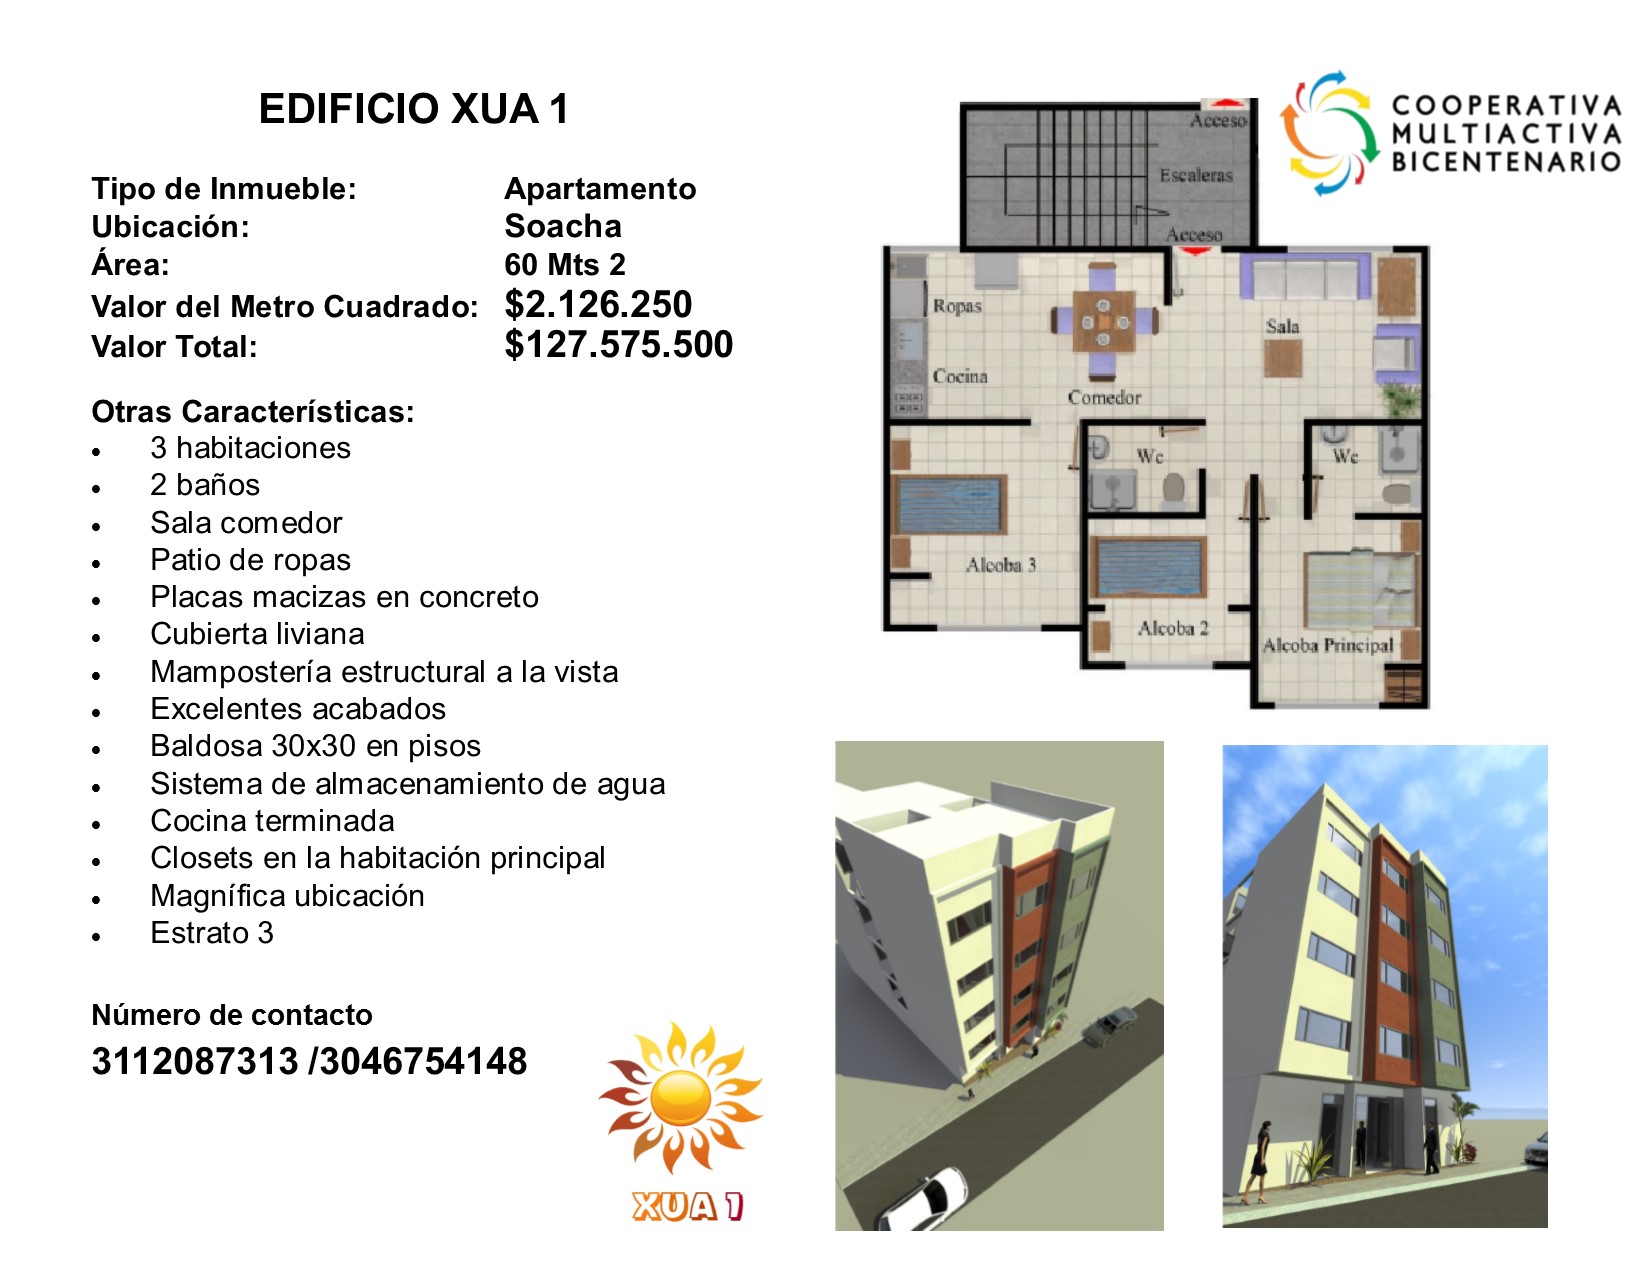 EDIFICIO XUA 1
Tipo de Inmueble: Apartamento
Ubicación: Soacha
Área: 60 Mts 2
Valor del Metro Cuadrado: $2.126.250
Valor Total: $127.575.500
Otras Características:
• 3 habitaciones
• 2 baños
• Sala comedor
• Patio de ropas
• Placas macizas en concreto
• Cubierta liviana
• Mampostería estructural a la vista
• Excelentes acabados
• Baldosa 30x30 en pisos
• Sistema de almacenamiento de agua
• Cocina terminada
• Closets en la habitación principal
• Magnífica ubicación
• Estrato 3
Número de contacto
3112087313 /3046754148
XUA 1
COOPERATIVA
MULTIACTIVA
BICENTENARIO
Acceso
Escaleras
Acceso
Ropas
Sala
Cocina
Comedor
Wc
Wc
Alcoba 3
Alcoba 2
Alcoba Principal